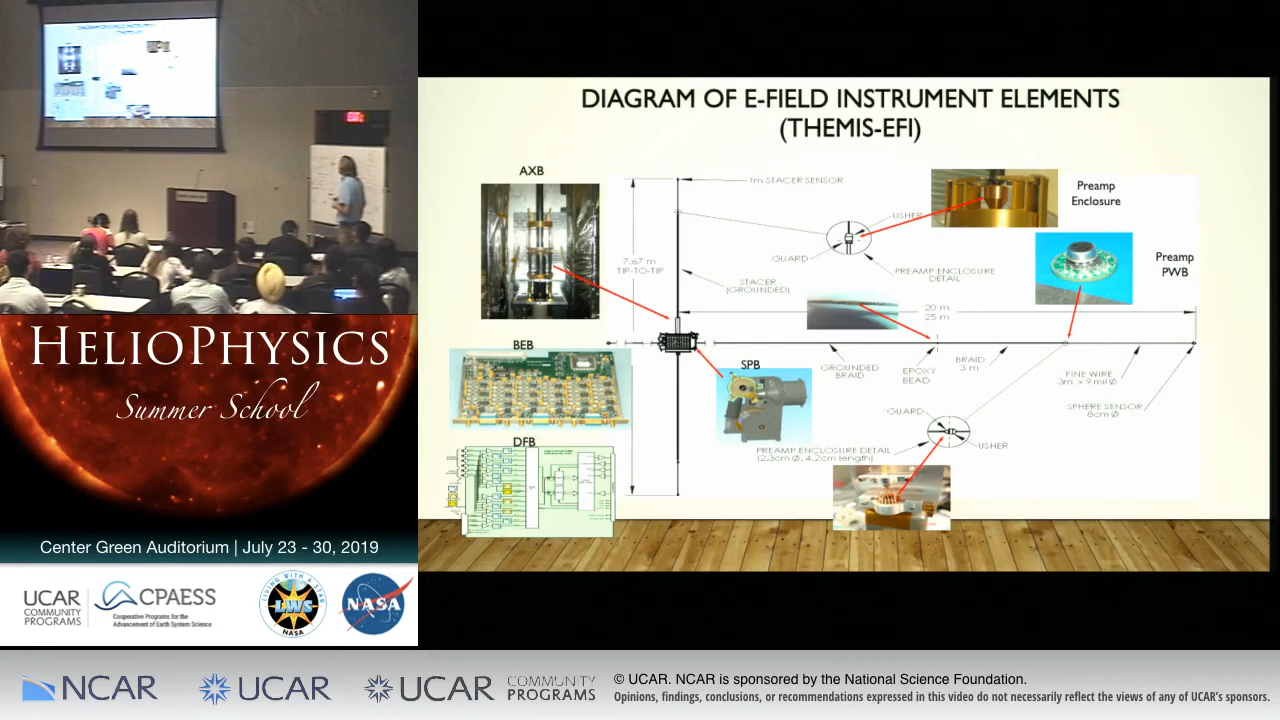 DIAGRAM OF E-FIELD INSTRUMENT ELEMENTS
(THEMIS-EFI)
AXB
1m STACER SENSOR
USHER
GUARD
PREAMP ENCLOSURE
DETAIL
Preamp
Enclosure
Preamp
PWB
7.67 m
TIP-TO-TIP
STACER
(GROUNDED)
20 m
25 m
BEB
SPB
GROUNDED
BRAID
EPOXY
BEAD
BRAID
3 m
FINE WIRE
3m x 9 mil Ø
SPHERE SENSOR
8cm Ø
GUARD
USHER
PREAMP ENCLOSURE DETAIL
(2.3cm Ø, 4.2cm length)
DFB
EXIT
HELIOPHYSICS
Summer School
Center Green Auditorium | July 23 - 30, 2019
UCAR
COMMUNITY
PROGRAMS
CPAESS
Cooperative Programs for the
Advancement of Earth System Science
LIVING WITH A STAR
LWS
NASA
NASA
NCAR
UCAR
UCAR
COMMUNITY
PROGRAMS
© UCAR. NCAR is sponsored by the National Science Foundation.
Opinions, findings, conclusions, or recommendations expressed in this video do not necessarily reflect the views of any of UCAR's sponsors.